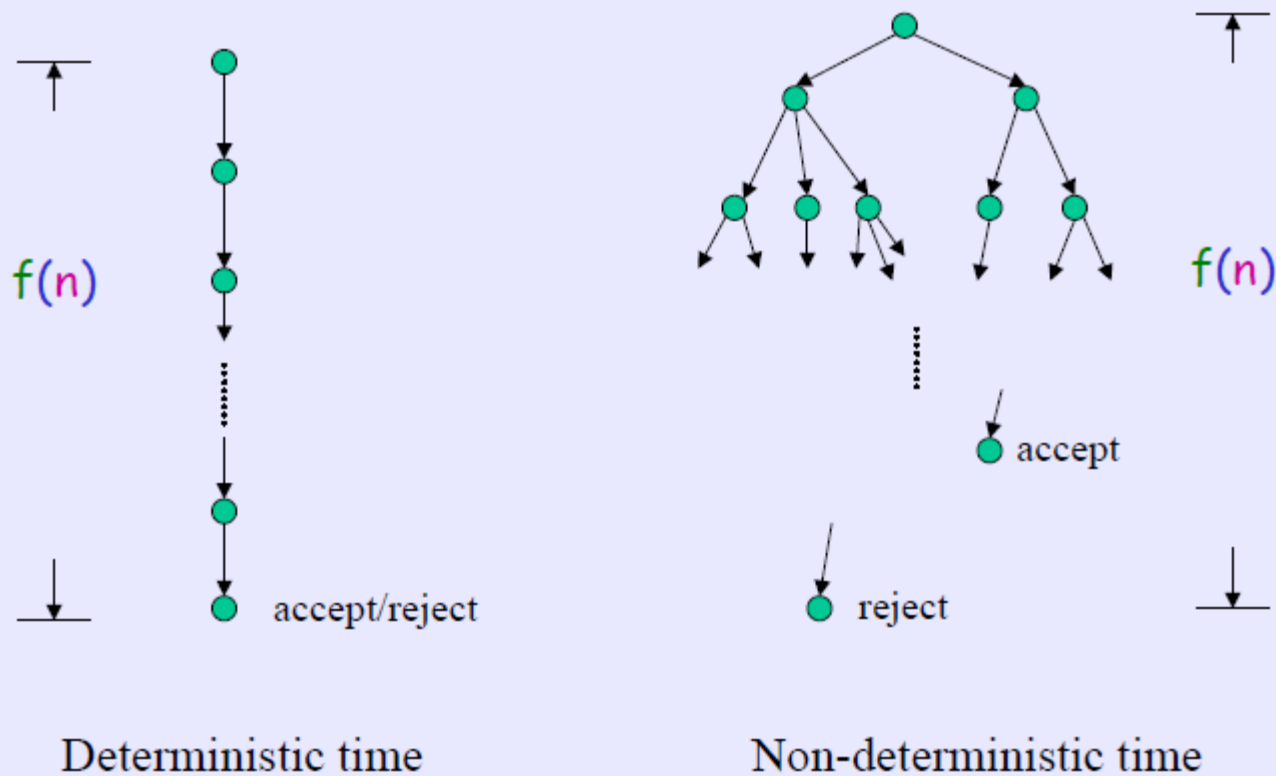 f(n)
f(n)
accept
accept/reject
reject
Deterministic time
Non-deterministic time